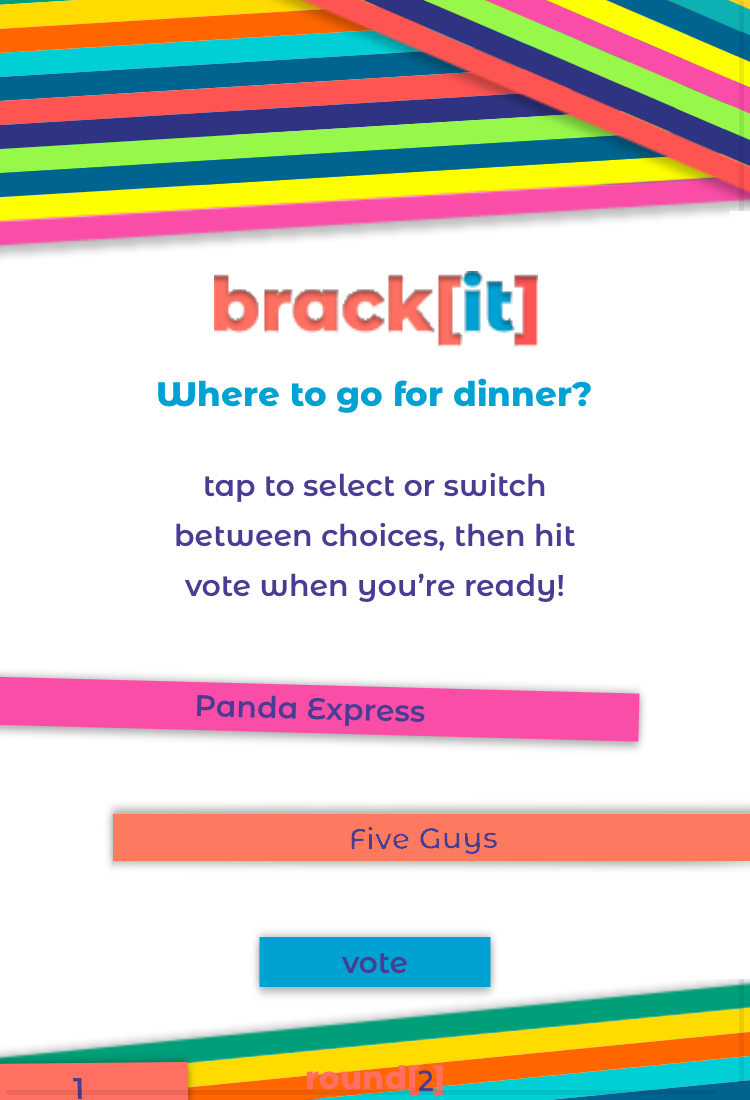 brack[it]
Where to go for dinner?
tap to select or switch
between choices, then hit
vote when you’re ready!
Panda Express
Five Guys
vote
1
round[2]